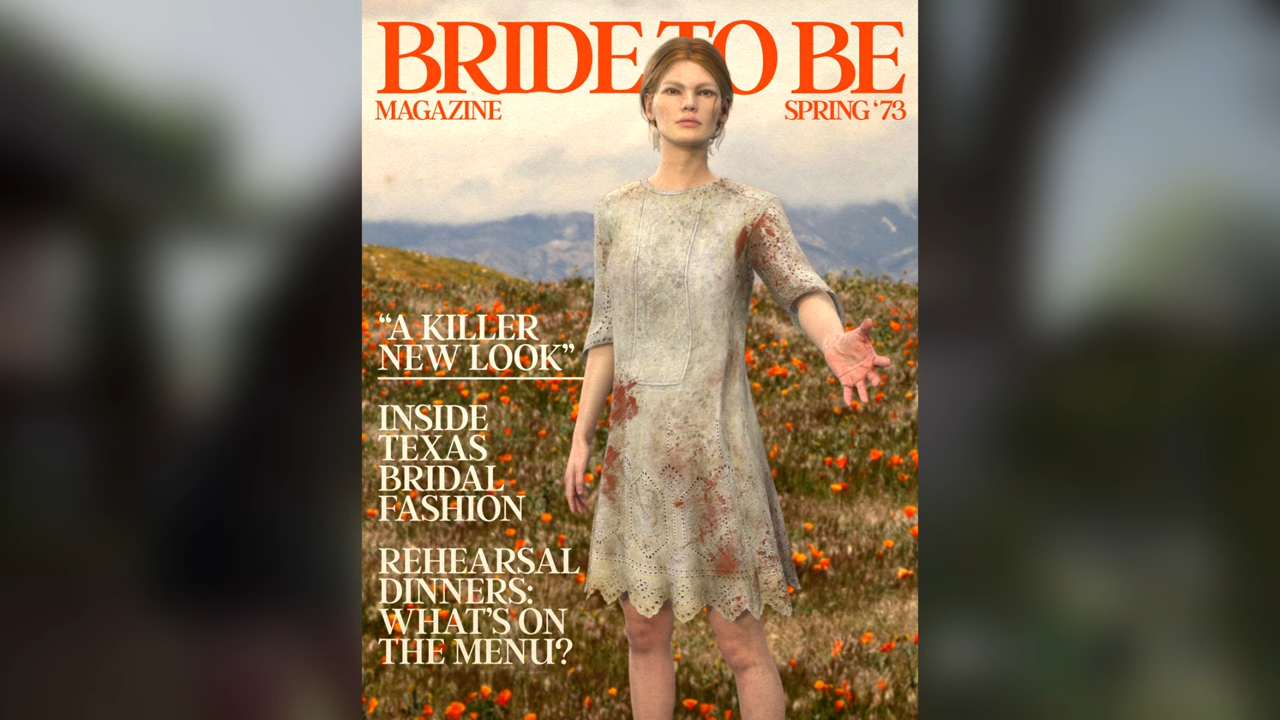 BRIDE TO BE
MAGAZINE
SPRING ‘73
“A KILLER
NEW LOOK”
INSIDE
TEXAS
BRIDAL
FASHION
REHEARSAL
DINNERS:
WHAT’S ON
THE MENU?